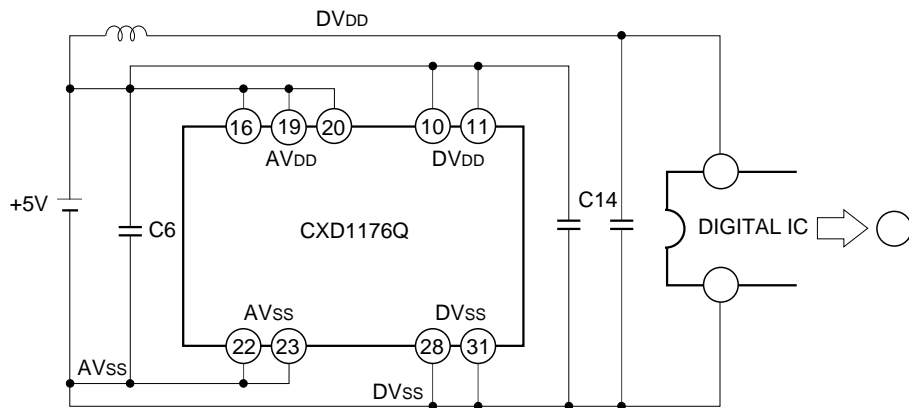 DVDD
16 19 20 10 11
AVDD DVDD
+5V C6 CXD1176Q C14 DIGITAL IC
AVSS DVSS
22 23 28 31
AVSS
DVSS